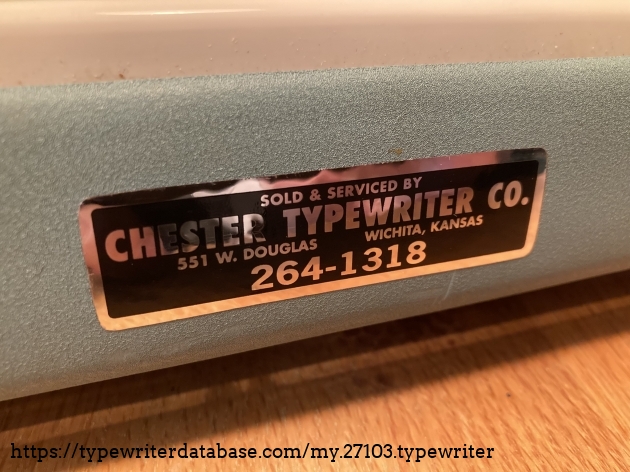 SOLD & SERVICED BY
CHESTER TYPEWRITER CO.
551 W. DOUGLAS WICHITA, KANSAS
264-1318
https://typewriterdatabase.com/my.27103.typewriter